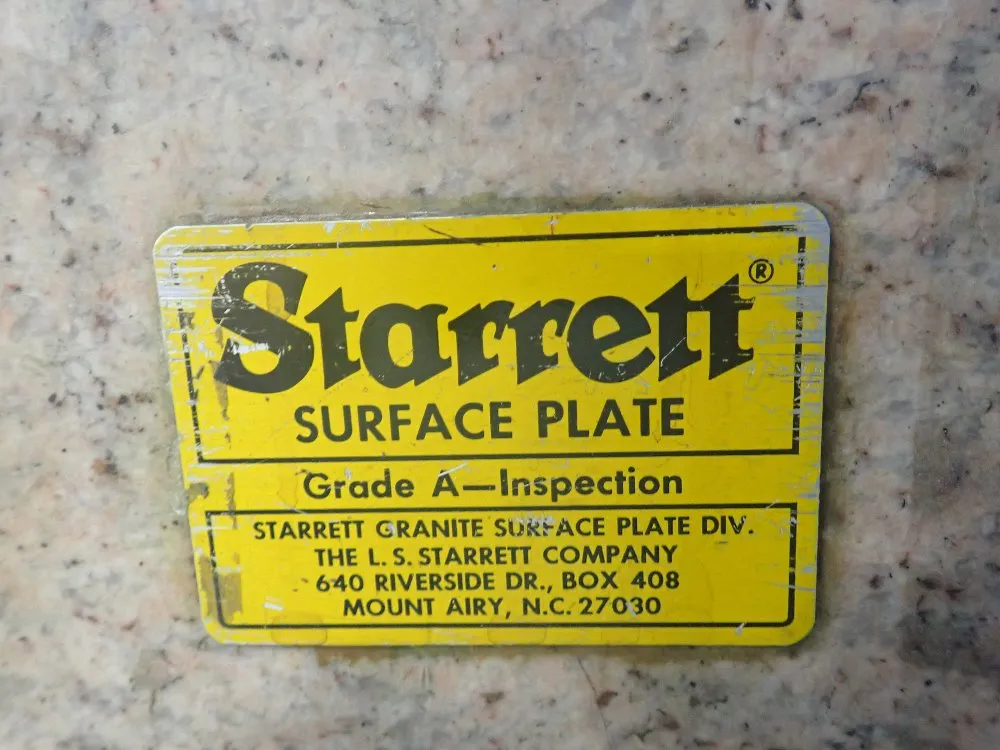 Starrett®
SURFACE PLATE
Grade A—Inspection
STARRETT GRANITE SURFACE PLATE DIV.
THE L. S. STARRETT COMPANY
640 RIVERSIDE DR., BOX 408
MOUNT AIRY, N.C. 27030